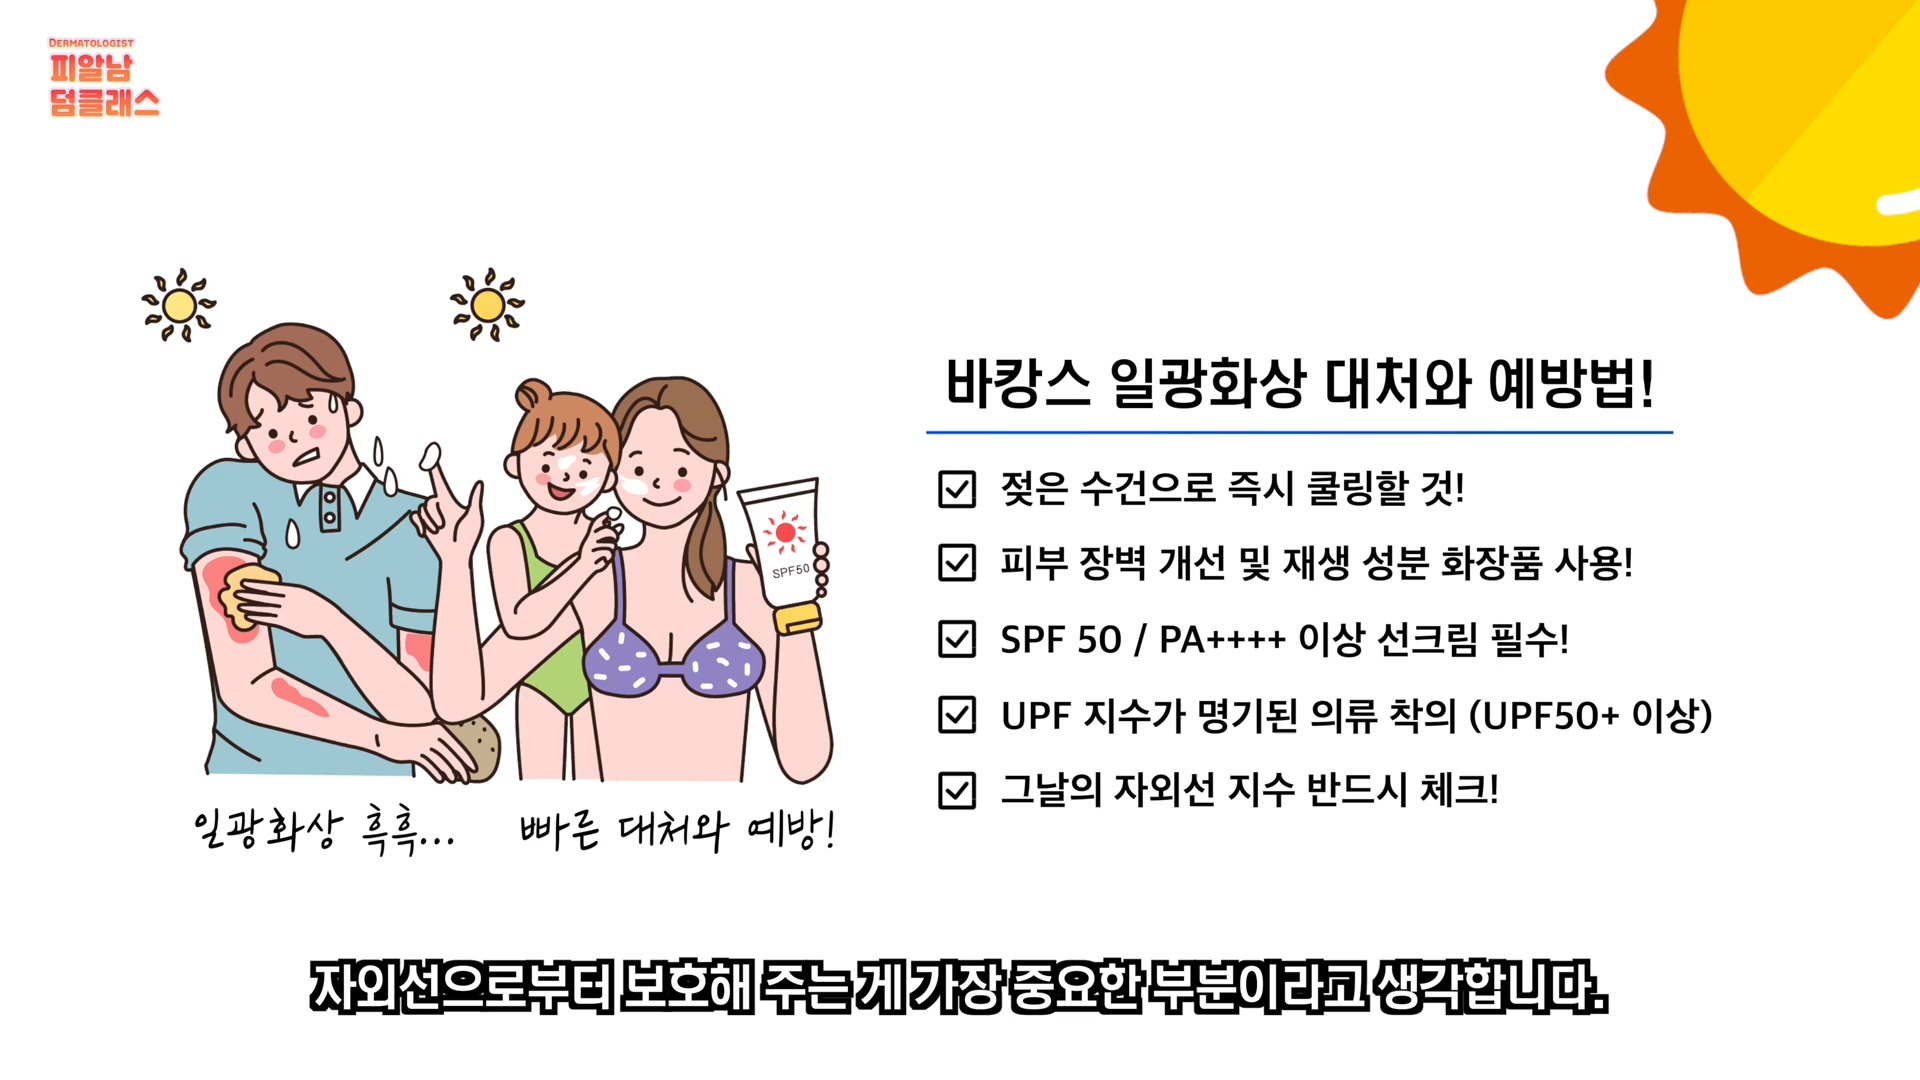 DERMATOLOGIST
피알남
덤클래스
바캉스 일광화상 대처와 예방법!
젖은 수건으로 즉시 쿨링할 것!
피부 장벽 개선 및 재생 성분 화장품 사용!
SPF 50 / PA++++ 이상 선크림 필수!
UPF 지수가 명기된 의류 착의 (UPF50+ 이상)
그날의 자외선 지수 반드시 체크!
SPF50
일광화상 흑흑...
빠른 대처와 예방!
자외선으로부터 보호해 주는 게 가장 중요한 부분이라고 생각합니다.